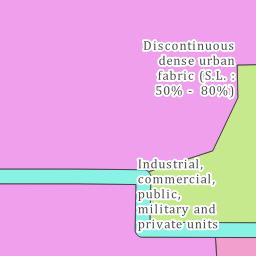 Discontinuous
dense urban
fabric (S.L. :
50% - 80%)
Industrial,
commercial,
public,
military and
private units